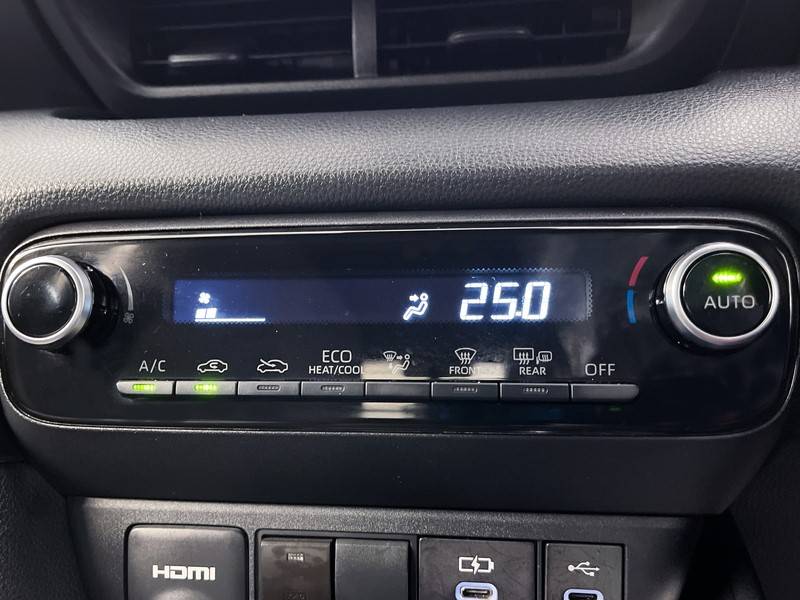 25.0
AUTO
A/C
ECO
HEAT/COOL
FRONT
REAR
OFF
HDMI